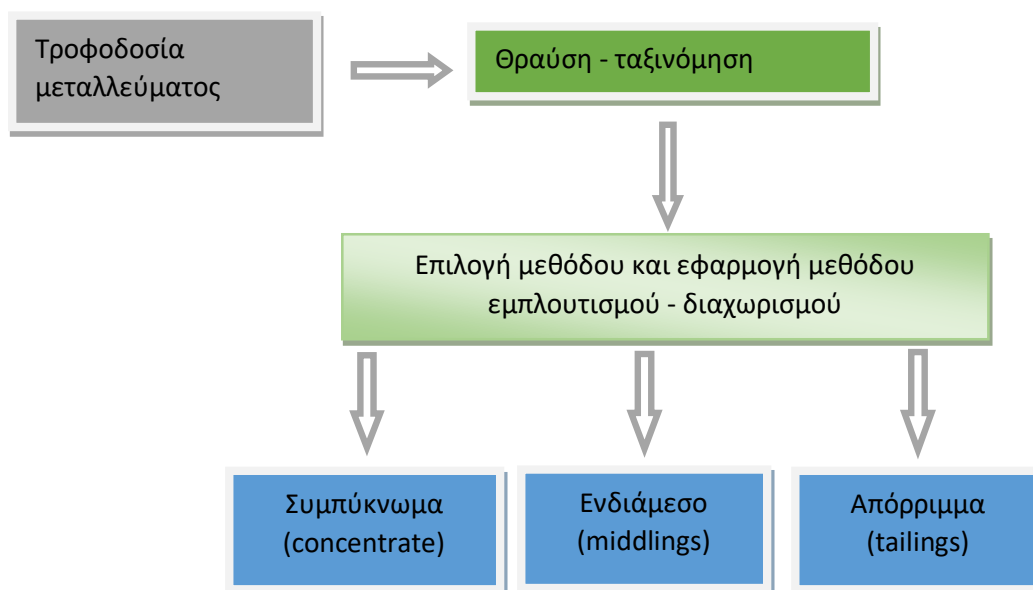 Τροφοδοσία
μεταλλεύματος
Θραύση - ταξινόμηση
Επιλογή μεθόδου και εφαρμογή μεθόδου
εμπλουτισμού - διαχωρισμού
Συμπύκνωμα
(concentrate)
Ενδιάμεσο
(middlings)
Απόρριμμα
(tailings)